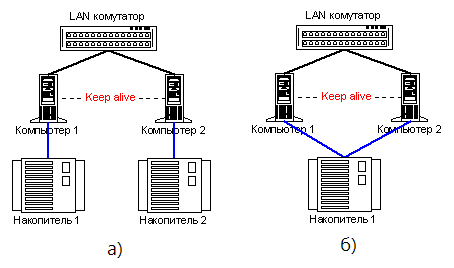 LAN комутатор
Keep alive
Компьютер 1
Компьютер 2
Накопитель 1
Накопитель 2
а)
LAN комутатор
Keep alive
Компьютер 1
Компьютер 2
Накопитель 1
б)